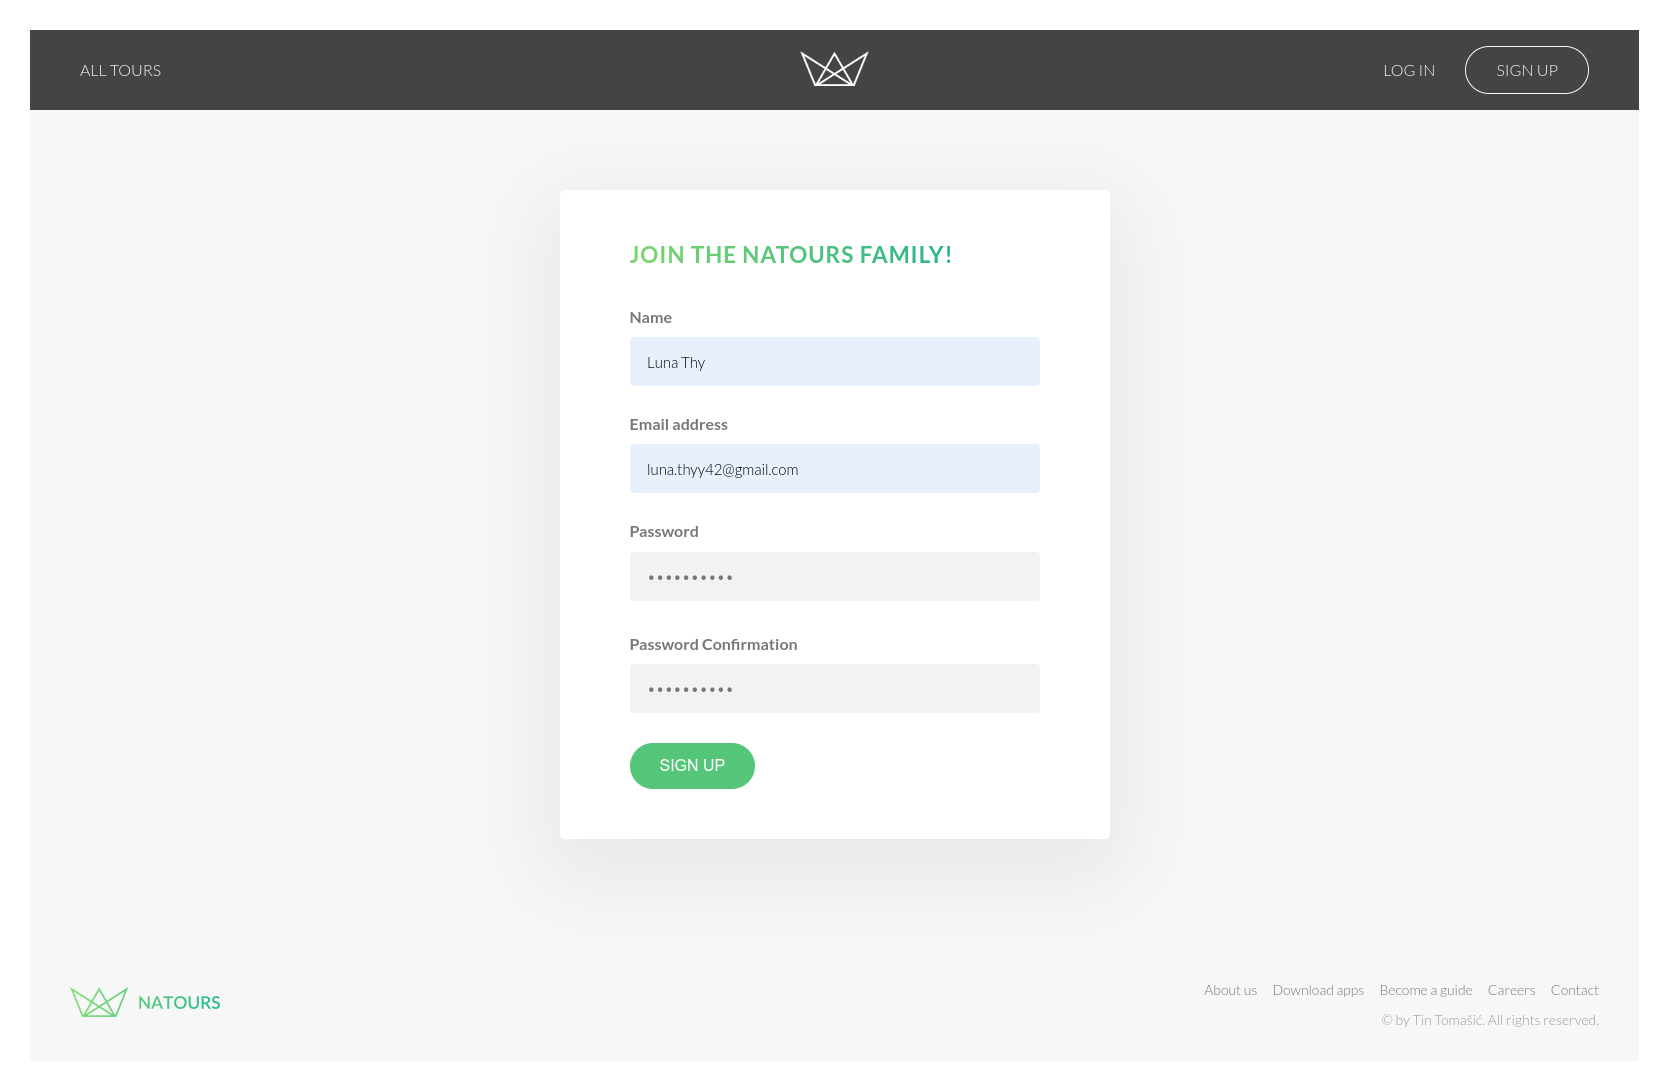 ALL TOURS
LOG IN
SIGN UP
JOIN THE NATOURS FAMILY!
Name
Luna Thy
Email address
luna.thyy42@gmail.com
Password
••••••••••
Password Confirmation
••••••••••
SIGN UP
NATOURS
About us Download apps Become a guide Careers Contact
© by Tin Tomašić. All rights reserved.